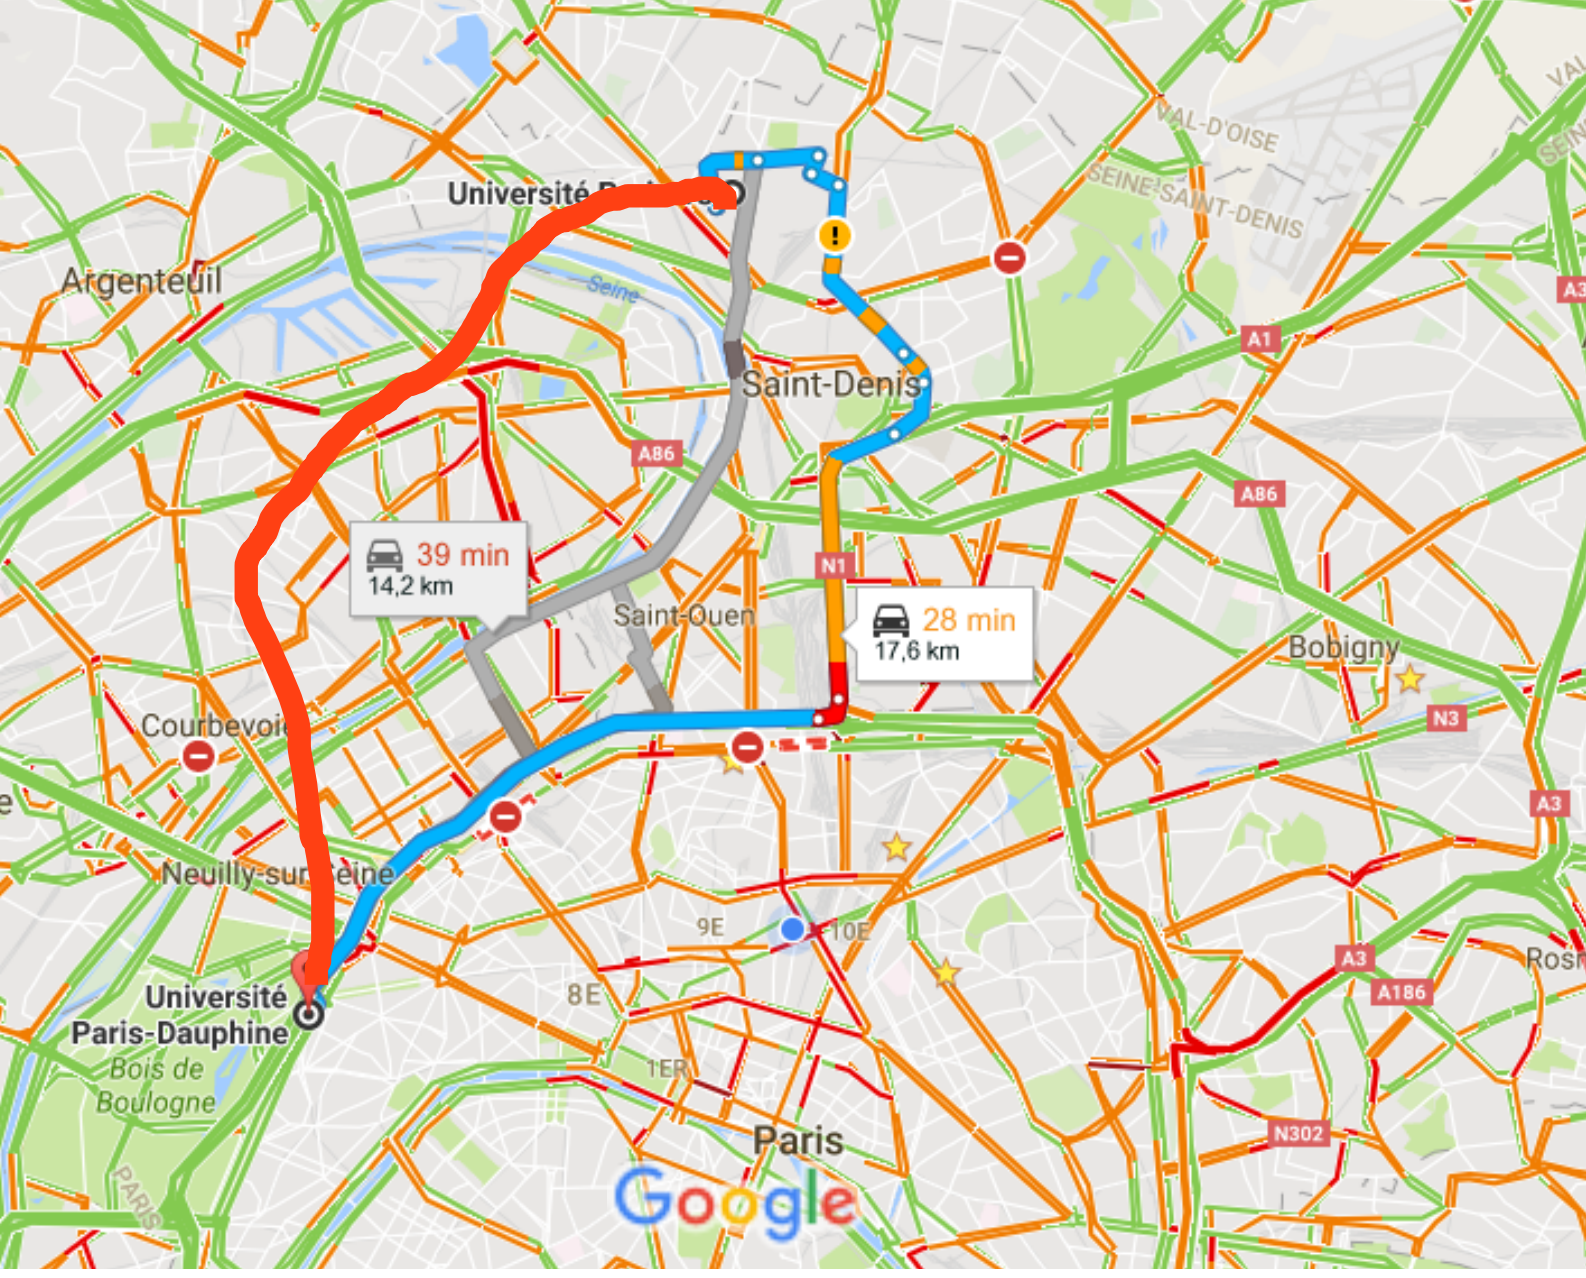 VAL-D'OISE
SEINE-SAINT-DENIS
Université
Argenteuil
Seine
A1
Saint-Denis
A86
A86
39 min
14,2 km
N1
Saint-Ouen
28 min
17,6 km
Bobigny
N3
Courbevoie
A3
Neuilly-sur-Seine
9E
10E
A3
A186
8E
Université
Paris-Dauphine
Bois de
Boulogne
1ER
N302
Paris
PARIS
Google